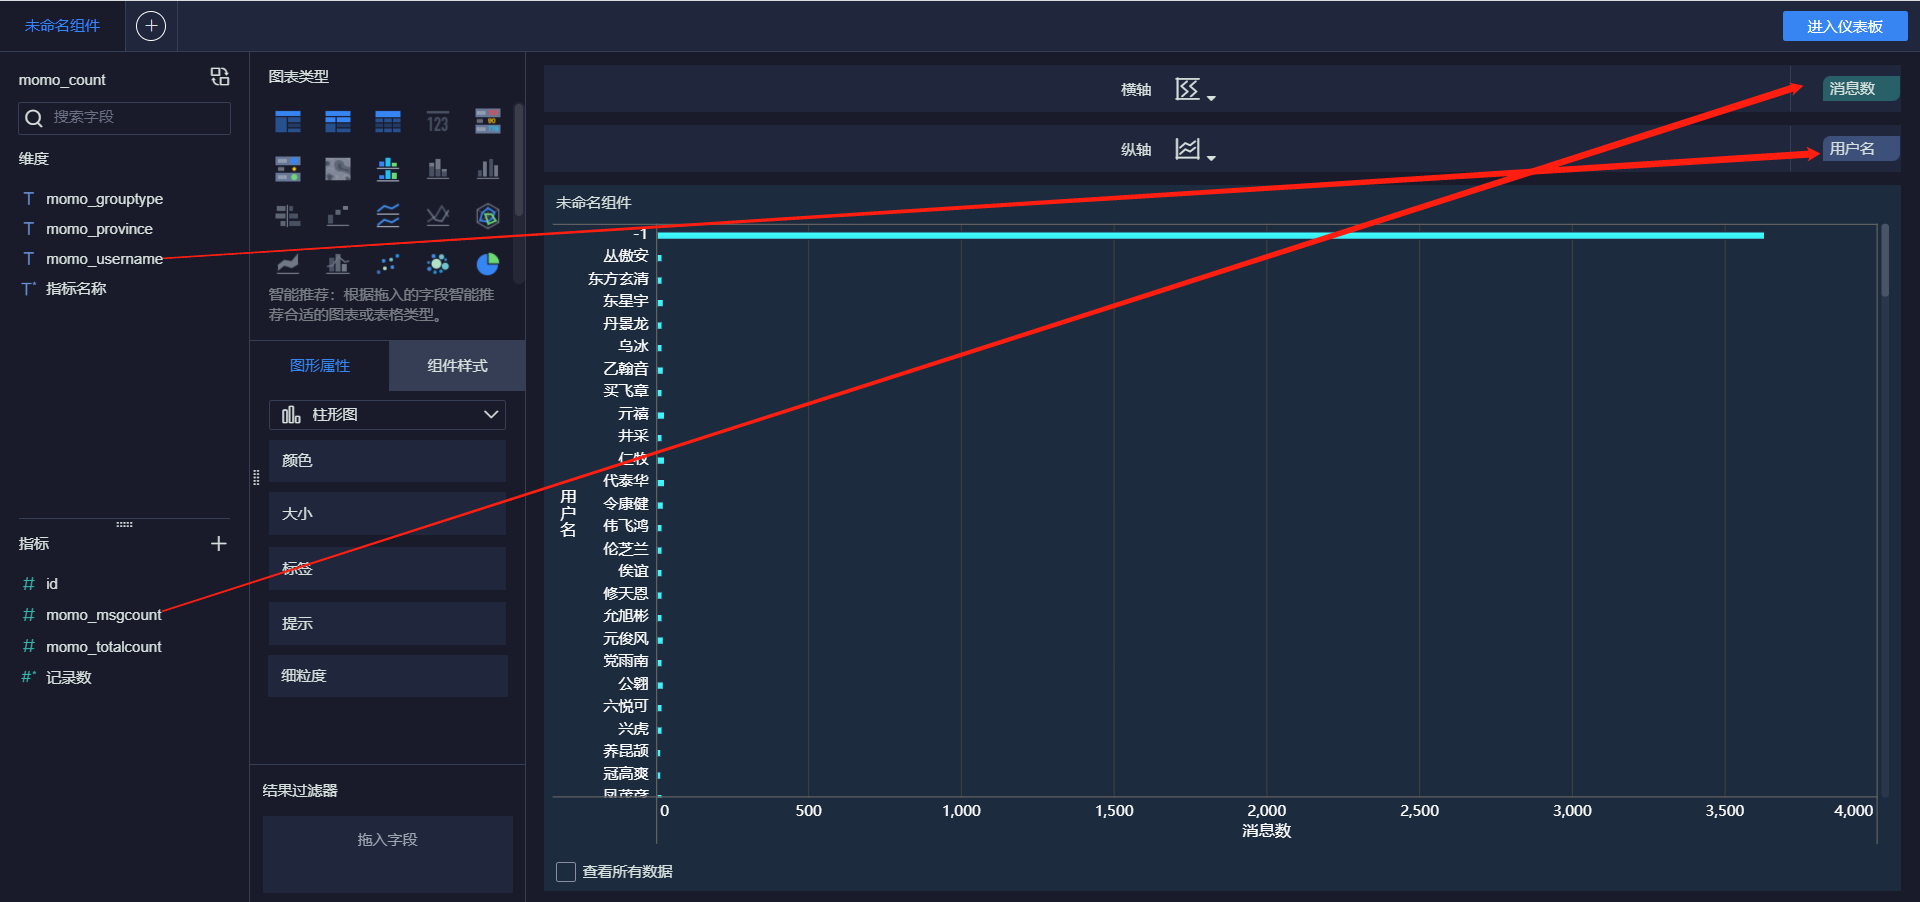 未命名组件
进入仪表板
momo_count
搜索字段
维度
momo_grouptype
momo_province
momo_username
指标名称
指标
id
momo_msgcount
momo_totalcount
记录数
图表类型
123
智能推荐：根据拖入的字段智能推
荐合适的图表或表格类型。
图形属性
组件样式
柱形图
颜色
大小
标签
提示
细粒度
结果过滤器
拖入字段
横轴
消息数
纵轴
用户名
未命名组件
-1
丛傲安
东方玄清
东星宇
丹景龙
乌冰
乙翰音
买飞章
亓禧
井采
仁牧
代泰华
令康健
伟飞鸿
伦芝兰
俟谊
修天恩
允旭彬
元俊风
党雨南
公翱
六悦可
兴虎
养昆颉
冠高爽
用户名
0
500
1,000
1,500
2,000
2,500
3,000
3,500
4,000
消息数
查看所有数据